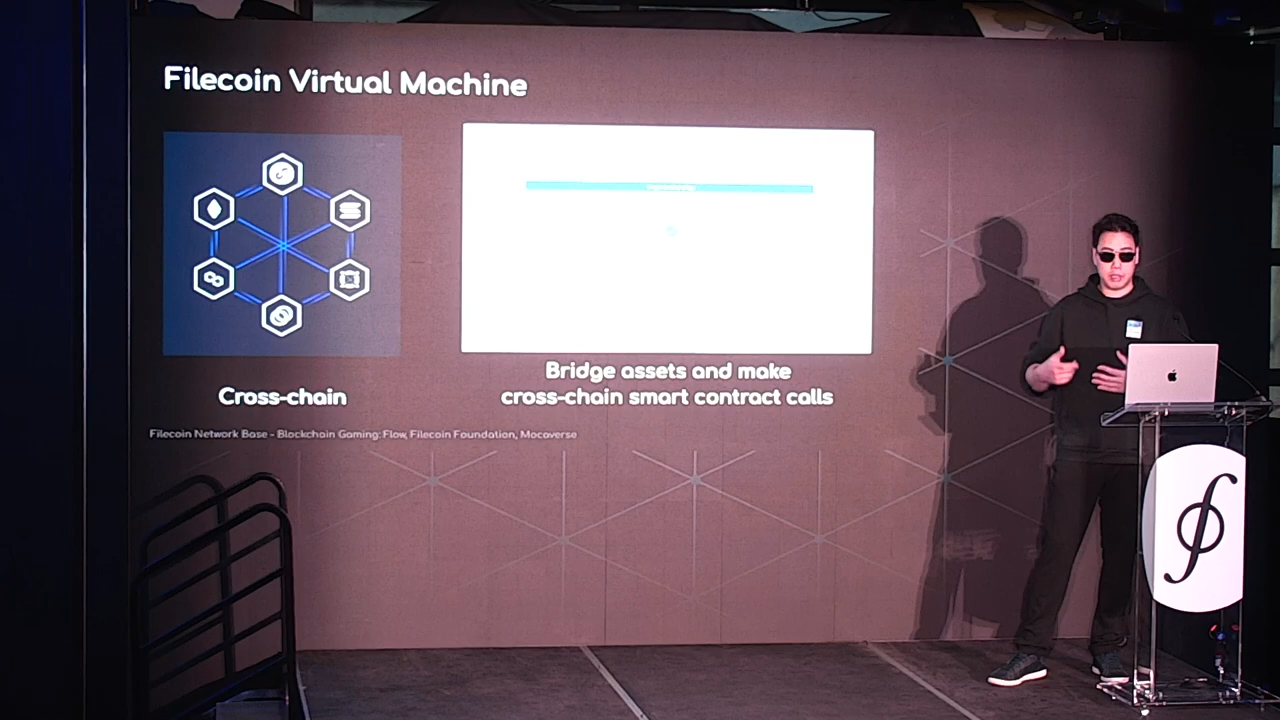 Filecoin Virtual Machine
Cross-chain
Bridge assets and make
cross-chain smart contract calls
Filecoin Network Base - Blockchain Gaming: Flow, Filecoin Foundation, Mocaverse